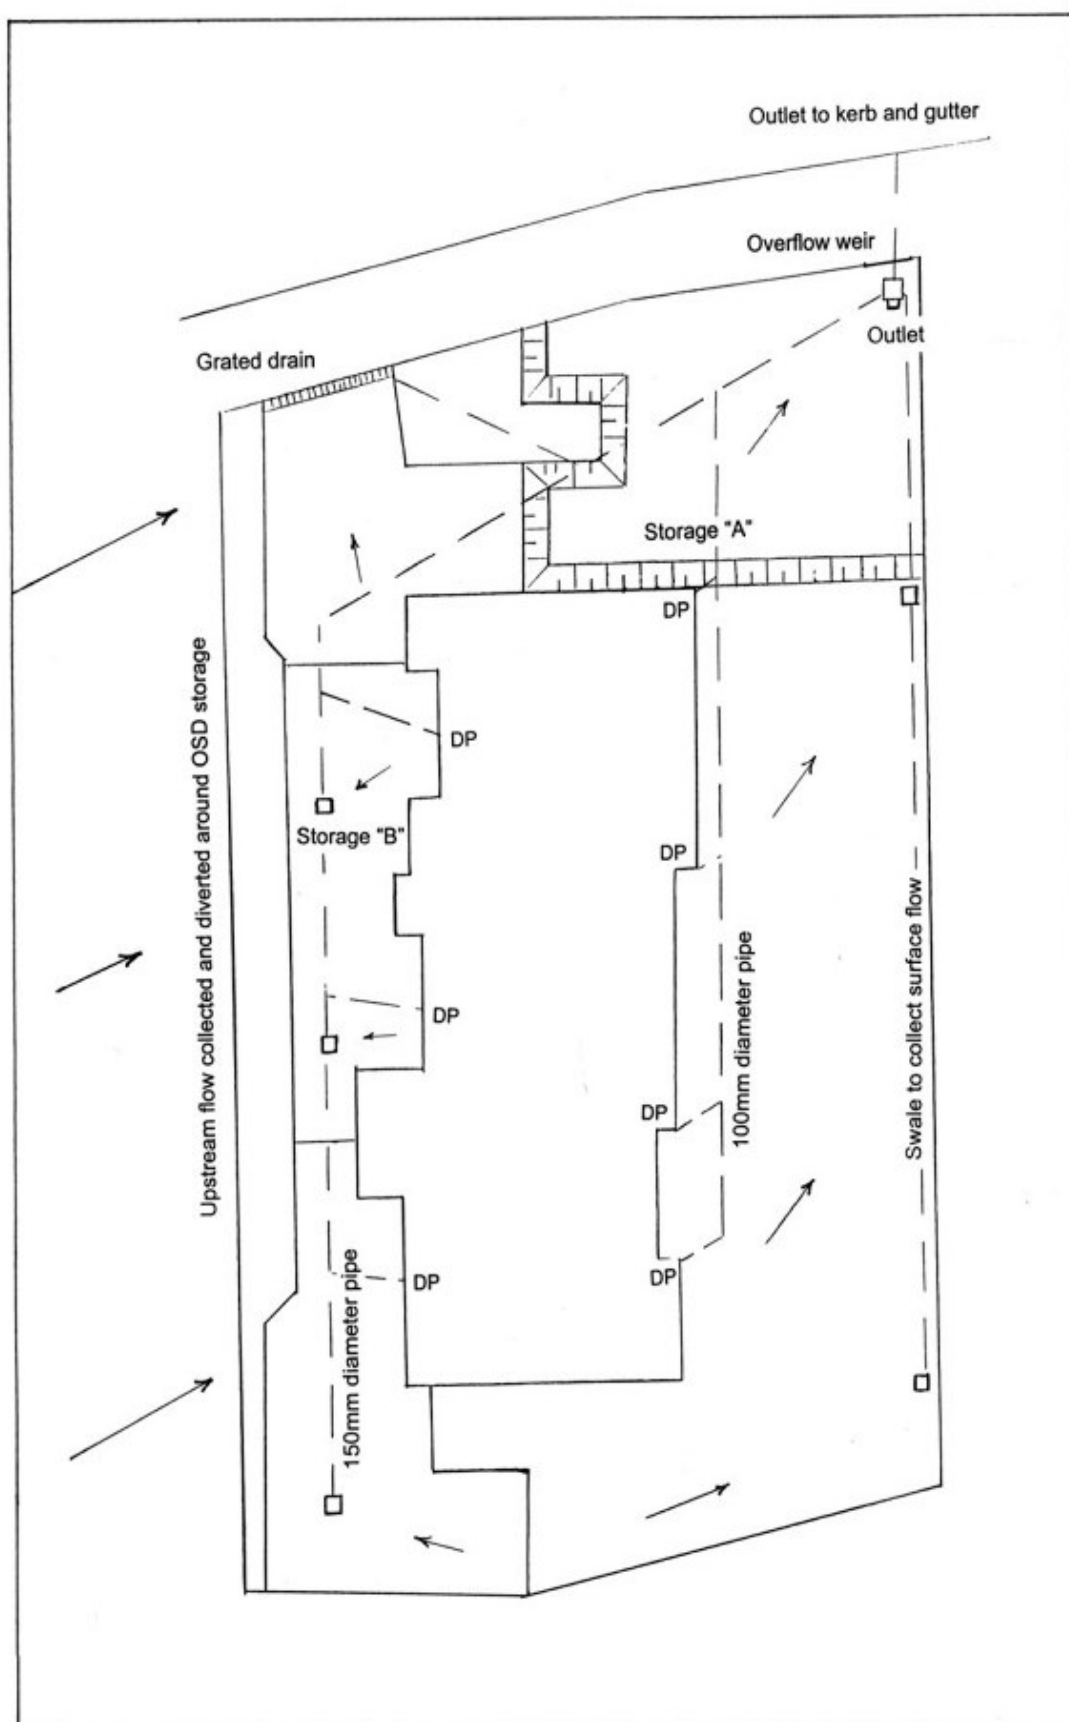 Outlet to kerb and gutter
Overflow weir
Grated drain
Outlet
Storage "A"
DP
Upstream flow collected and diverted around OSD storage
DP
Storage "B"
DP
DP
100mm diameter pipe
Swale to collect surface flow
DP
DP
DP
150mm diameter pipe